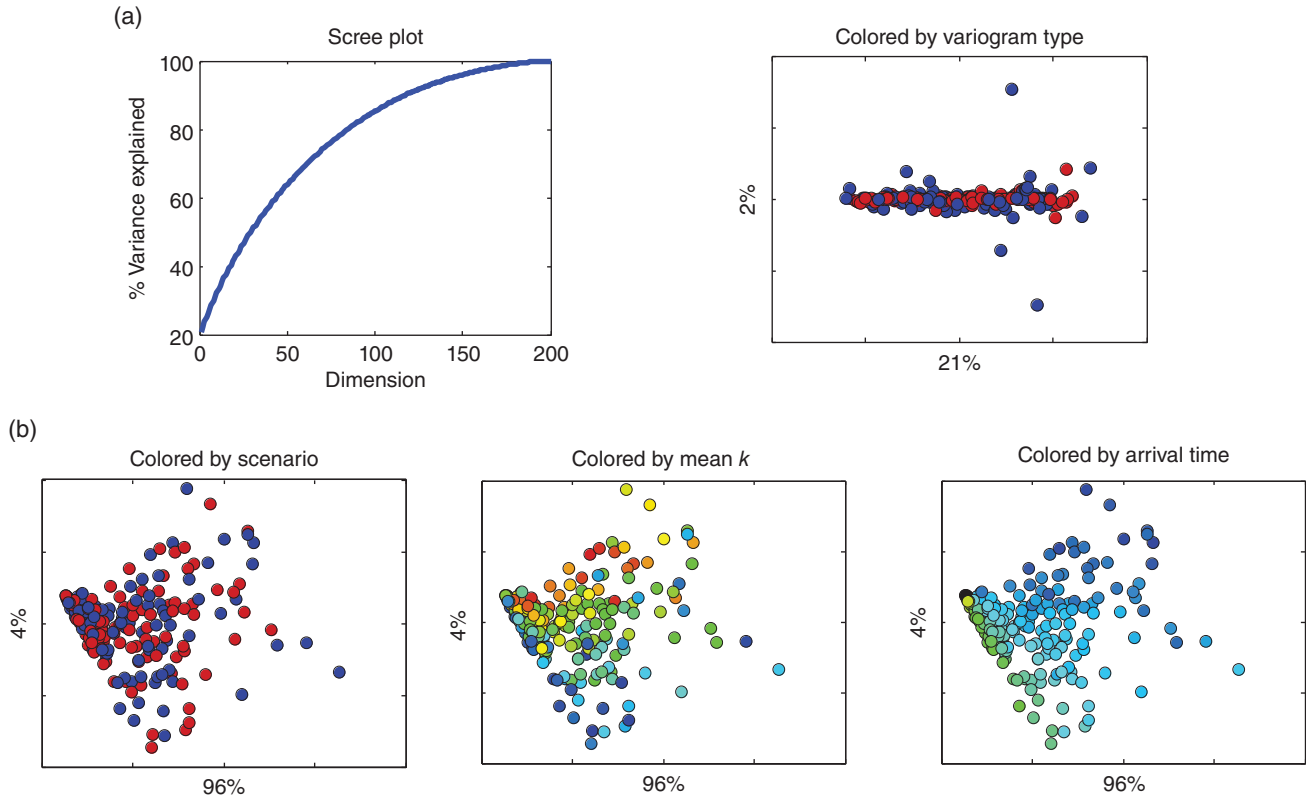 (a)
Scree plot
% Variance explained
100
80
60
40
20
0
50
100
150
200
Dimension
Colored by variogram type
2%
21%
(b)
Colored by scenario
4%
96%
Colored by mean k
4%
96%
Colored by arrival time
4%
96%